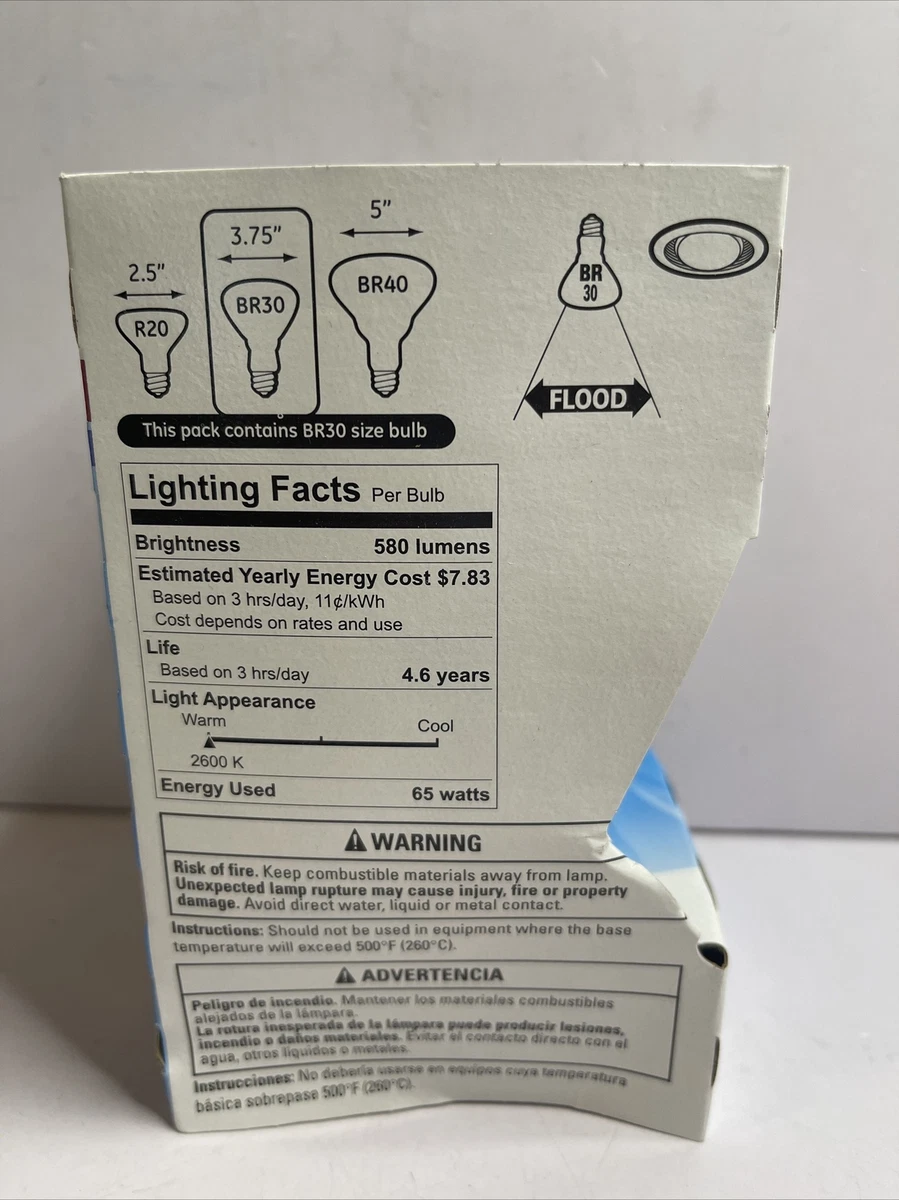 5"
3.75"
2.5"
BR40
BR30
R20
BR
30
FLOOD
This pack contains BR30 size bulb
Lighting Facts Per Bulb
Brightness 580 lumens
Estimated Yearly Energy Cost $7.83
Based on 3 hrs/day, 11¢/kWh
Cost depends on rates and use
Life
Based on 3 hrs/day 4.6 years
Light Appearance
Warm Cool
2600 K
Energy Used 65 watts
WARNING
Risk of fire. Keep combustible materials away from lamp.
Unexpected lamp rupture may cause injury, fire or property
damage. Avoid direct water, liquid or metal contact.
Instructions: Should not be used in equipment where the base
temperature will exceed 500°F (260°C).
ADVERTENCIA
Peligro de incendio. Mantener los materiales combustibles
alejados de la lámpara.
La rotura inesperada de la lámpara puede producir lesiones,
incendio o daños materiales. Evitar el contacto directo con el
agua, otros líquidos o metales.
Instrucciones: No debería usarse en equipos cuya temperatura
básica sobrepase 500°F (260°C).